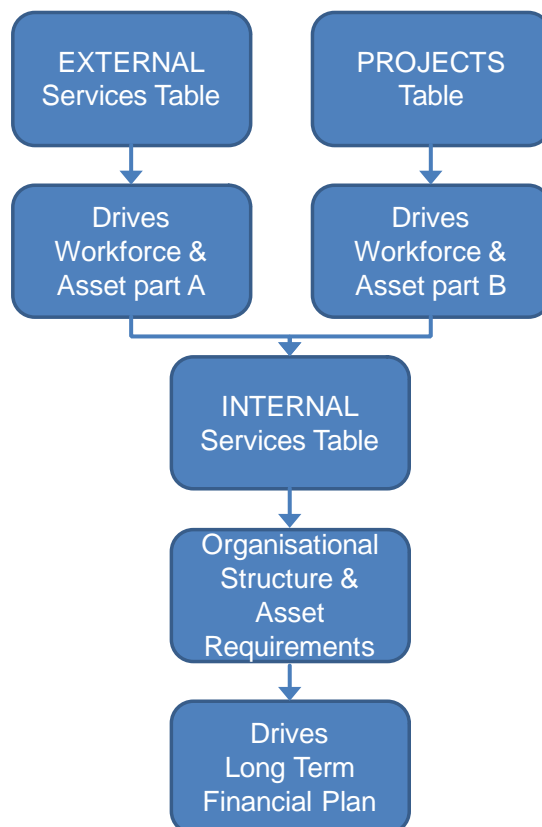 EXTERNAL
Services Table
PROJECTS
Table
Drives
Workforce &
Asset part A
Drives
Workforce &
Asset part B
INTERNAL
Services Table
Organisational
Structure &
Asset
Requirements
Drives
Long Term
Financial Plan